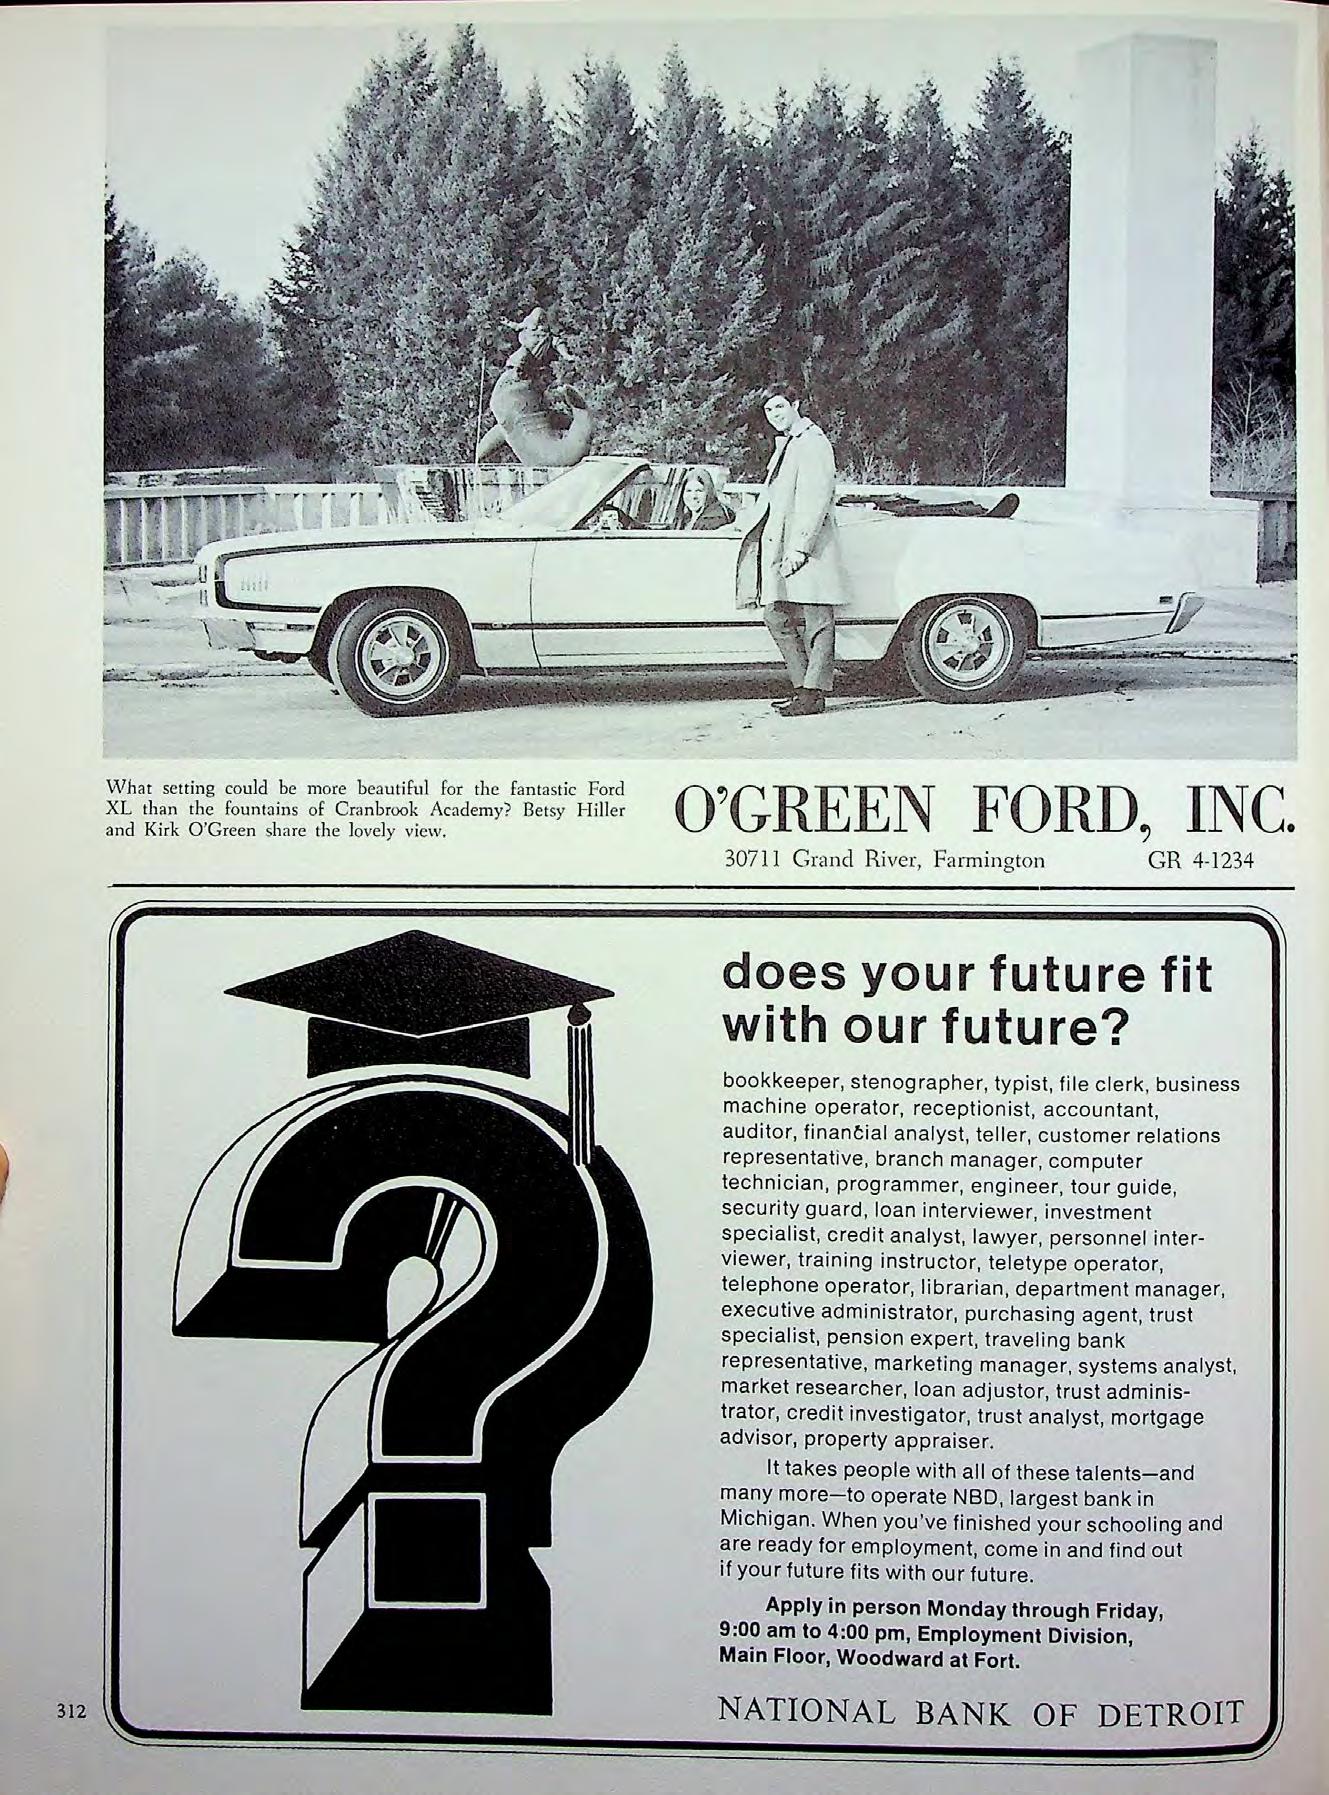 What setting could be more beautiful for the fantastic Ford
XL than the fountains of Cranbrook Academy? Betsy Hiller
and Kirk O'Green share the lovely view.
O'GREEN FORD, INC.
30711 Grand River, Farmington GR 4-1234
does your future fit
with our future?
bookkeeper, stenographer, typist, file clerk, business
machine operator, receptionist, accountant,
auditor, financial analyst, teller, customer relations
representative, branch manager, computer
technician, programmer, engineer, tour guide,
security guard, loan interviewer, investment
specialist, credit analyst, lawyer, personnel inter-
viewer, training instructor, teletype operator,
telephone operator, librarian, department manager,
executive administrator, purchasing agent, trust
specialist, pension expert, traveling bank
representative, marketing manager, systems analyst,
market researcher, loan adjustor, trust adminis-
trator, credit investigator, trust analyst, mortgage
advisor, property appraiser.
It takes people with all of these talents—and
many more—to operate NBD, largest bank in
Michigan. When you've finished your schooling and
are ready for employment, come in and find out
if your future fits with our future.
Apply in person Monday through Friday,
9:00 am to 4:00 pm, Employment Division,
Main Floor, Woodward at Fort.
NATIONAL BANK OF DETROIT
312